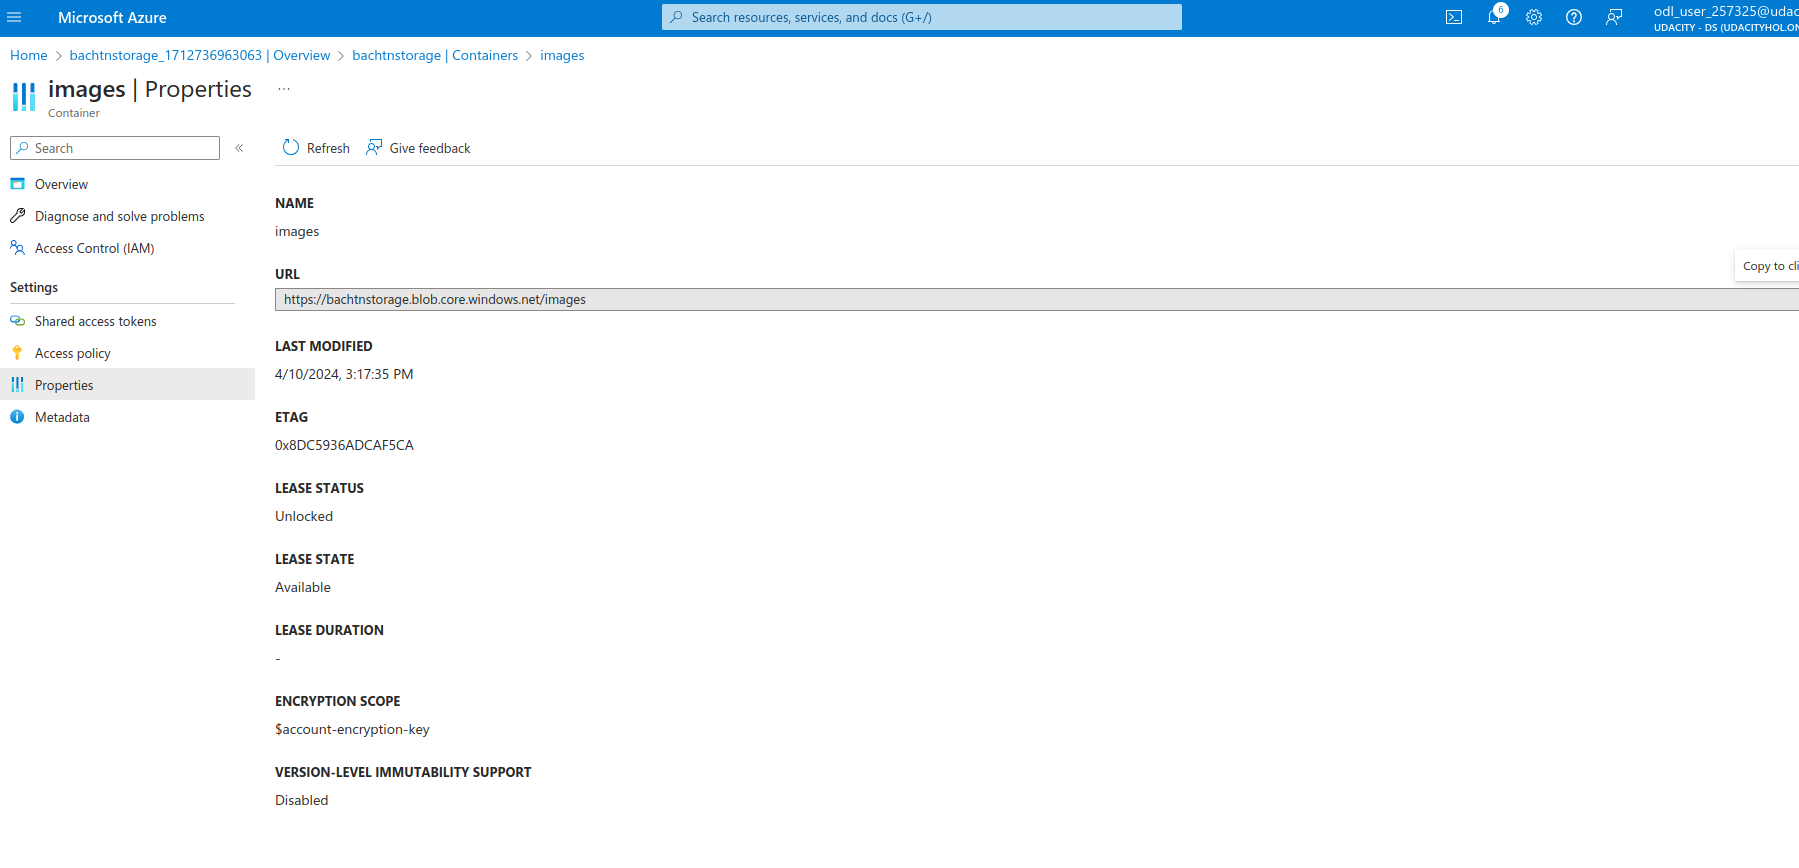 Microsoft Azure
Search resources, services, and docs (G+/)
6
odl_user_257325@udac
UDACITY - DS (UDACITYHOL.ON
Home > bachtnstorage_1712736963063 | Overview > bachtnstorage | Containers > images
images | Properties ...
Container
Search «
Overview
Diagnose and solve problems
Access Control (IAM)
Settings
Shared access tokens
Access policy
Properties
Metadata
Refresh Give feedback
NAME
images
URL
https://bachtnstorage.blob.core.windows.net/images
Copy to cli
LAST MODIFIED
4/10/2024, 3:17:35 PM
ETAG
0x8DC5936ADCAF5CA
LEASE STATUS
Unlocked
LEASE STATE
Available
LEASE DURATION
-
ENCRYPTION SCOPE
$account-encryption-key
VERSION-LEVEL IMMUTABILITY SUPPORT
Disabled